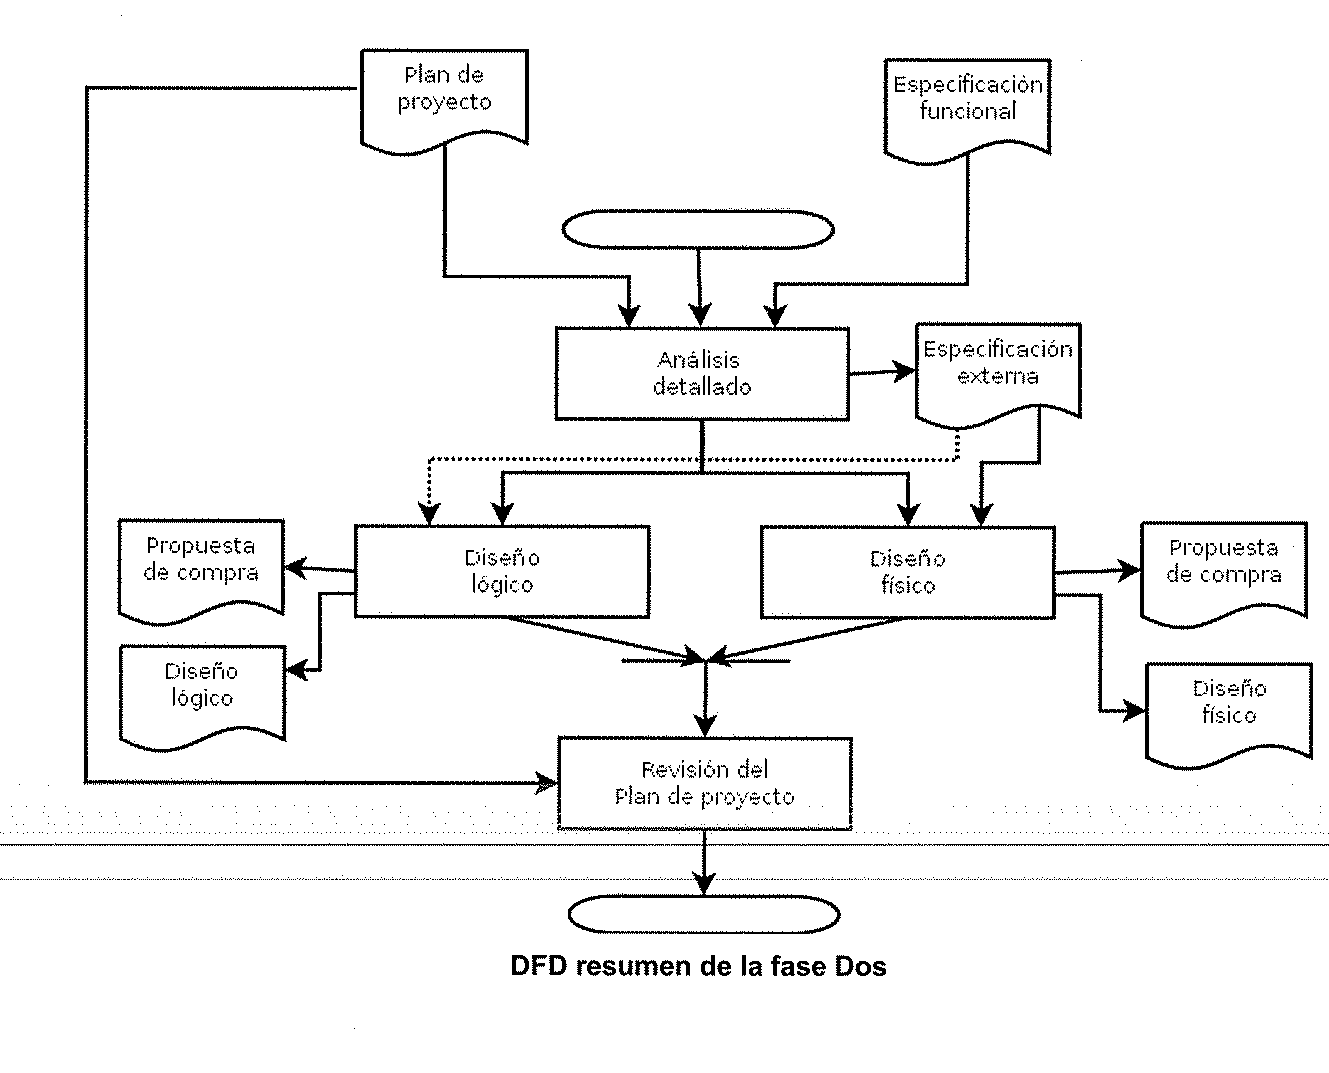 Plan de
proyecto
Especificación
funcional
Análisis
detallado
Especificación
externa
Propuesta
de compra
Diseño
lógico
Diseño
físico
Propuesta
de compra
Diseño
lógico
Diseño
físico
Revisión del
Plan de proyecto
DFD resumen de la fase Dos